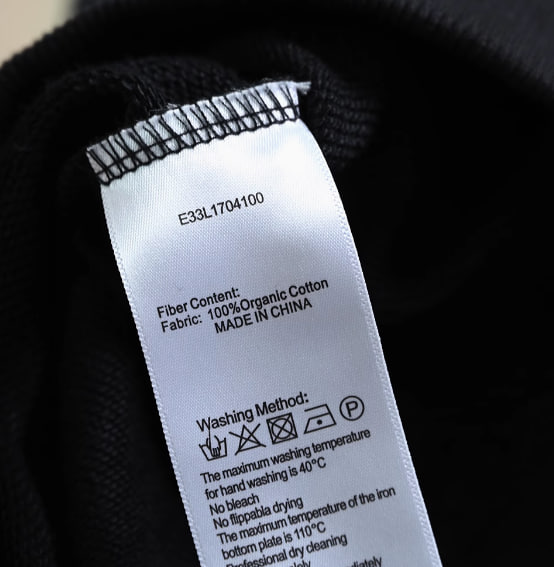 E33L1704100
Fiber Content:
Fabric: 100%Organic Cotton
MADE IN CHINA
Washing Method:
P
The maximum washing temperature
for hand washing is 40°C
No bleach
No flippabla drying
The maximum temperature of the iron
bottom plate is 110°C
Professional dry cleaning